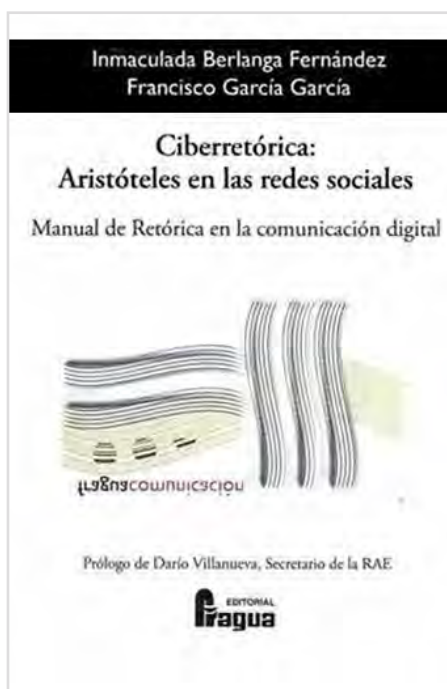 Inmaculada Berlanga Fernández
Francisco García García
Ciberretórica:
Aristóteles en las redes sociales
Manual de Retórica en la comunicación digital
fraguacomunicación
Prólogo de Darío Villanueva, Secretario de la RAE
EDITORIAL
Fragua